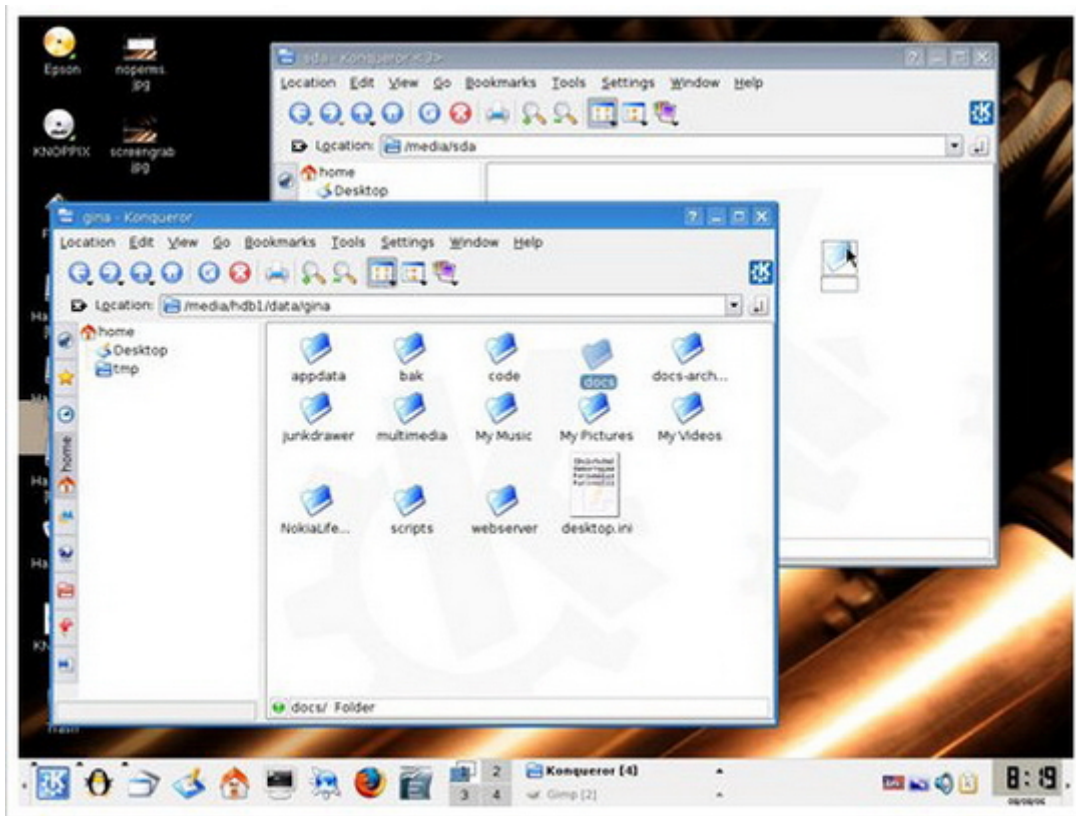 Epson
noperms.
jpg
KNOPPIX
screengrab
jpg
sda - Konqueror <3>
Location Edit View Go Bookmarks Tools Settings Window Help
Location: /media/sda
home
Desktop
gina - Konqueror
Location Edit View Go Bookmarks Tools Settings Window Help
Location: /media/hdb1/data/gina
home
Desktop
tmp
home
appdata bak code docs docs-arch...
junkdrawer multimedia My Music My Pictures My Videos
NokiaLife... scripts webserver desktop.ini
docs/ Folder
1 2
3 4
Konqueror [4]
Gimp [2]
8:19